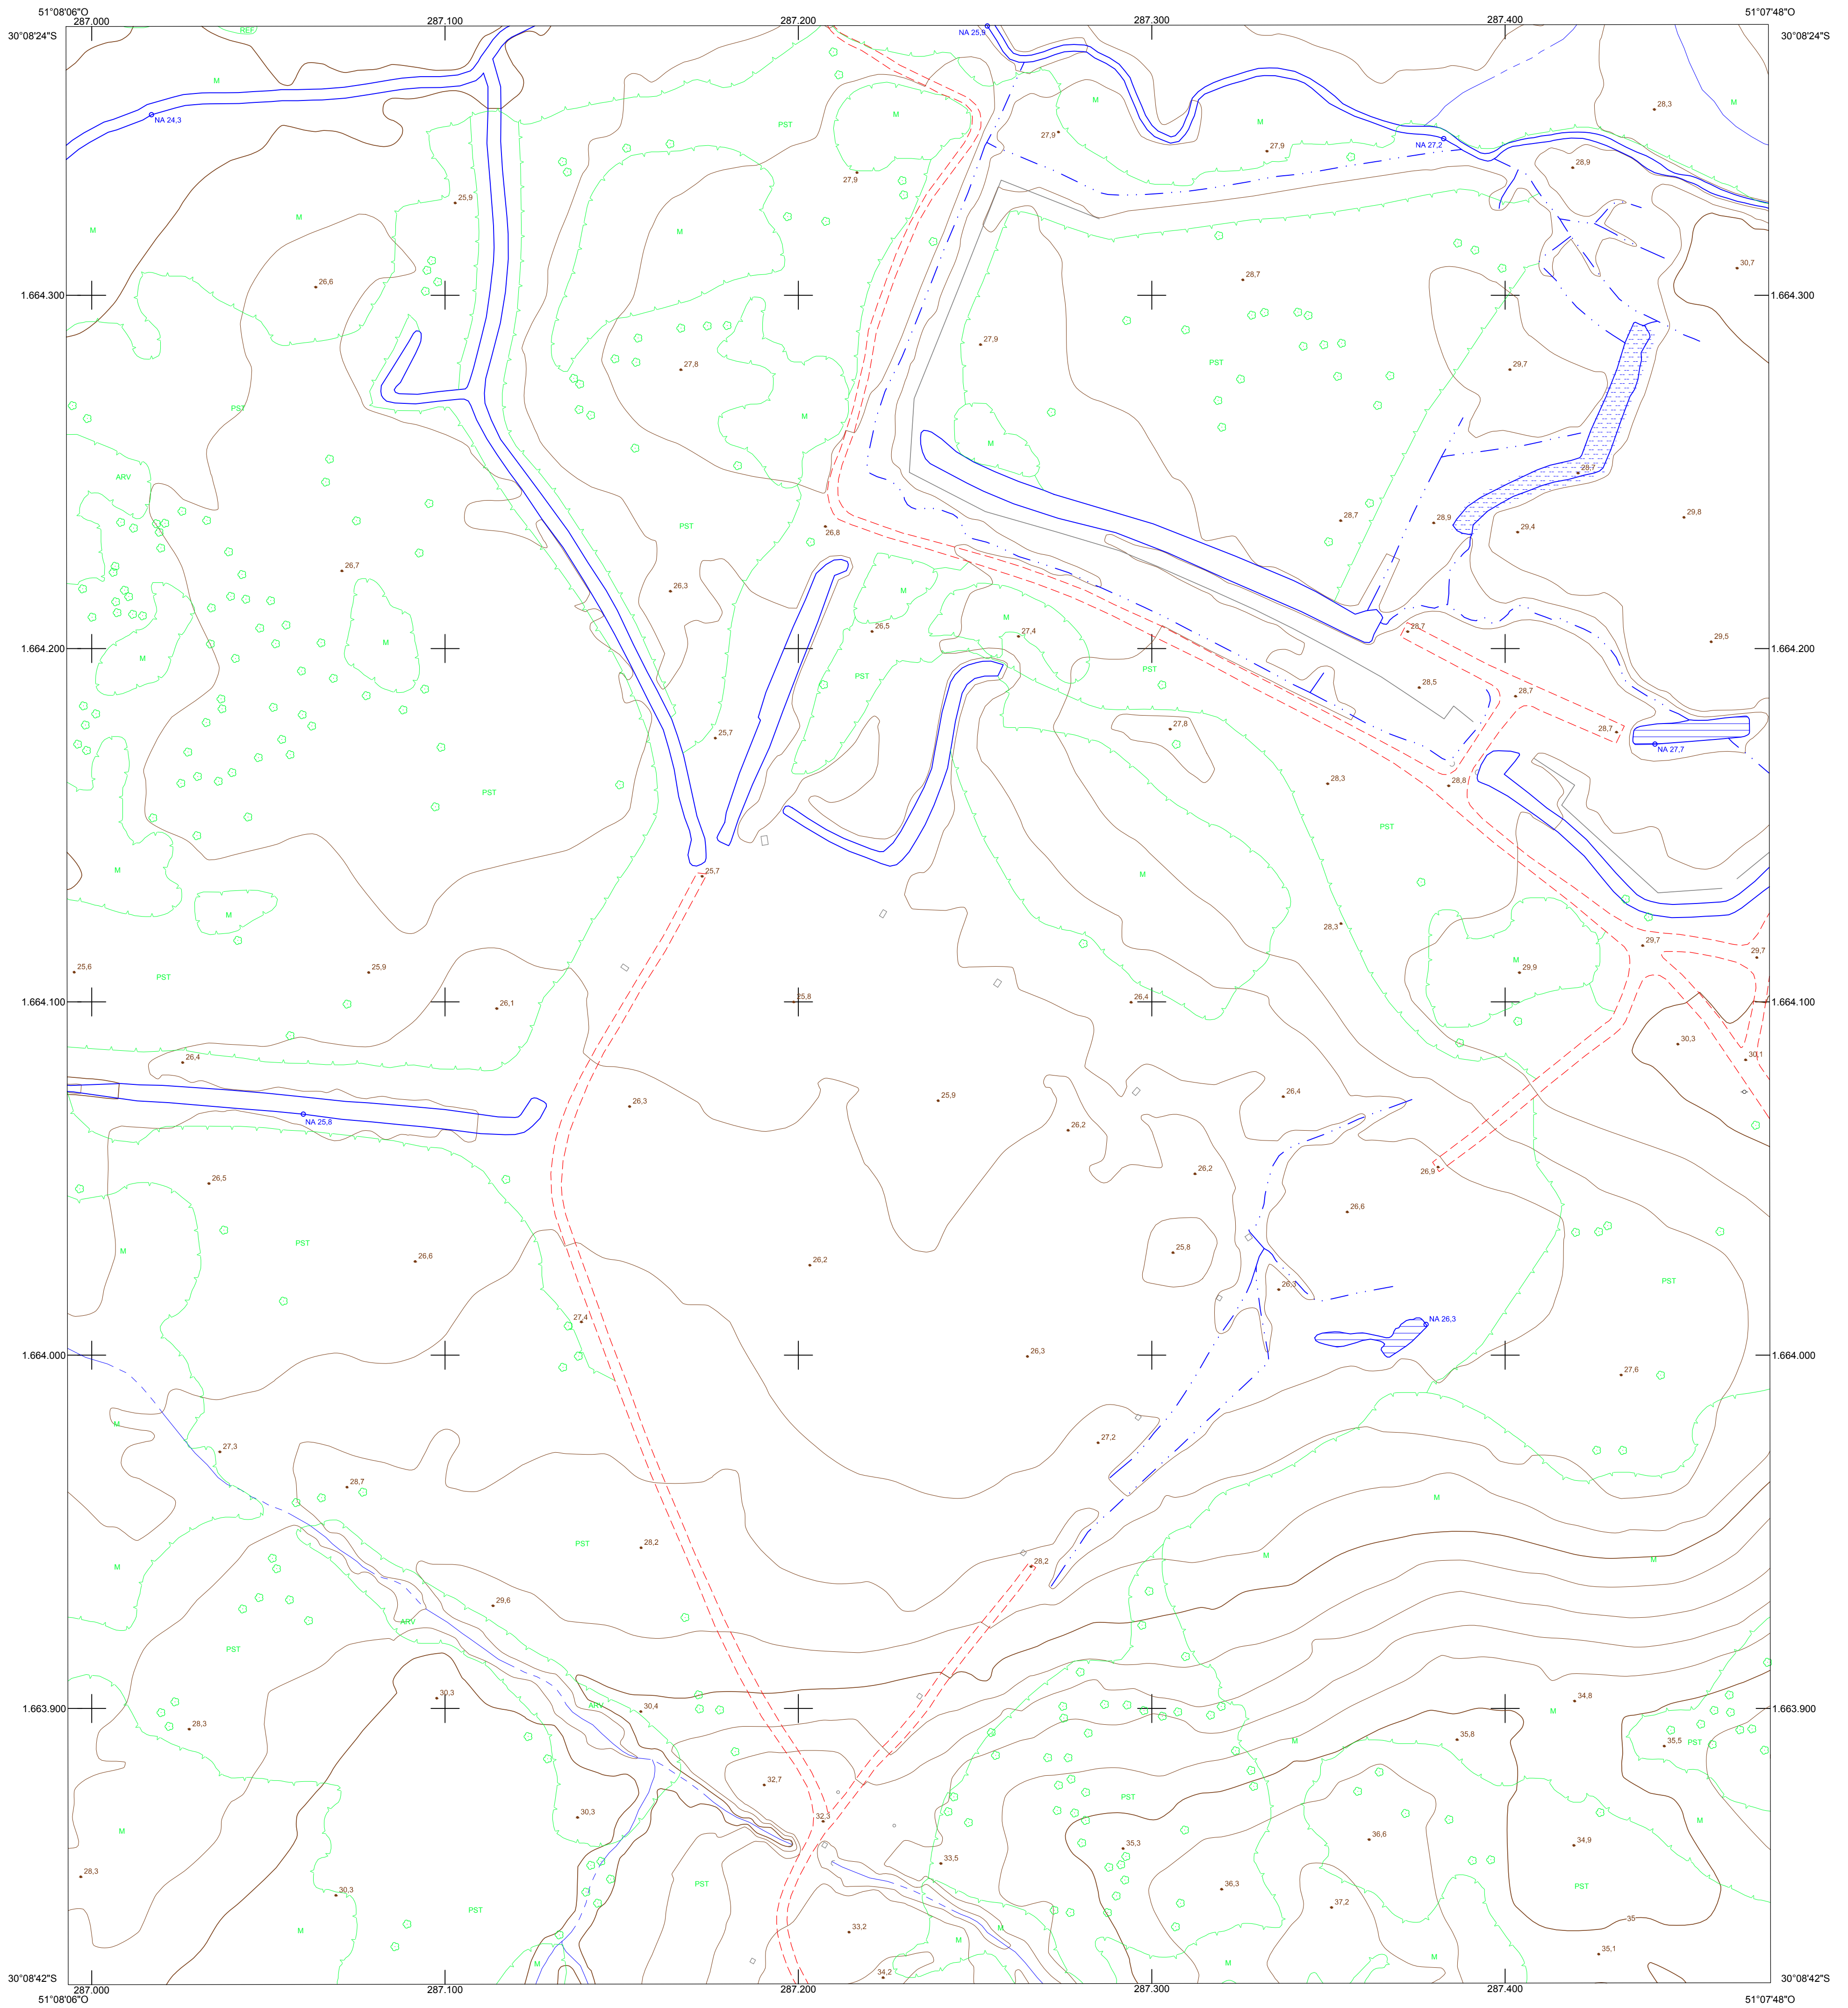 51°08'06"O
287.000
287.100
287.200
287.300
287.400
51°07'48"O
30°08'24"S
30°08'24"S
REF
NA 25,9
M
M
M
28,3
M
NA 24,3
PST
M
27,9
M
27,9
NA 27,2
28,9
27,9
25,9
M
M
M
30,7
26,6
28,7
1.664.300
1.664.300
27,9
27,8
PST
29,7
PST
M
M
ARV
28,7
PST
26,8
28,7
28,9
29,4
29,8
26,7
26,3
M
M
26,5
27,4
28,7
29,5
1.664.200
1.664.200
M
M
PST
PST
28,5
28,7
25,7
27,8
28,7
NA 27,7
PST
28,3
28,8
PST
M
25,7
M
M
28,3
29,7
29,7
25,6
PST
25,9
M
29,9
26,1
25,8
26,4
1.664.100
1.664.100
26,4
30,3
30,1
26,3
25,9
26,4
NA 25,8
26,2
26,5
26,2
26,9
M
PST
26,6
26,6
26,2
25,8
26,3
PST
27,4
NA 26,3
1.664.000
1.664.000
26,3
27,6
M
27,3
27,2
28,7
M
PST
28,2
M
M
M
28,2
29,6
ARV
PST
30,3
ARV
30,4
34,8
M
1.663.900
1.663.900
28,3
35,8
M
35,5
PST
32,7
PST
30,3
32,3
M
M
36,6
34,9
35,3
28,3
33,5
30,3
PST
36,3
PST
37,2
PST
M
33,2
M
M
35
M
M
M
35,1
34,2
30°08'42"S
30°08'42"S
287.000
287.100
287.200
287.300
287.400
51°08'06"O
51°07'48"O